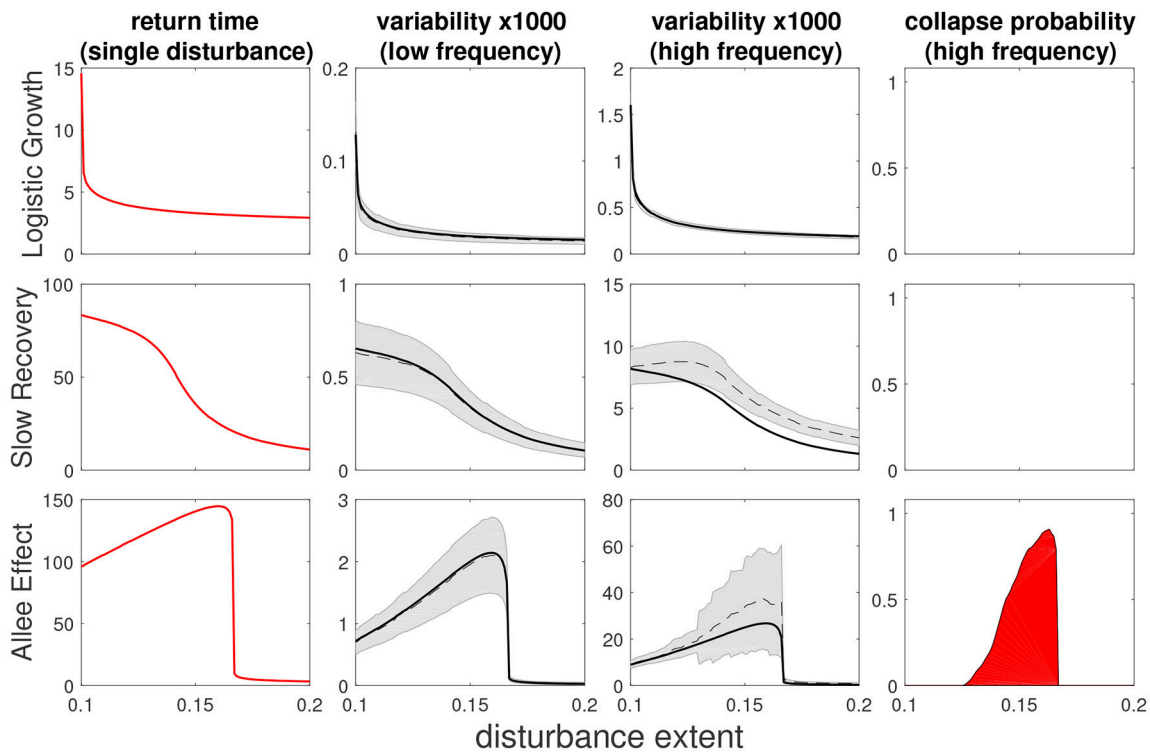 return time
(single disturbance)
variability x1000
(low frequency)
variability x1000
(high frequency)
collapse probability
(high frequency)
Logistic Growth
15
10
5
0
0.2
0.1
0
2
1.5
1
0.5
0
1
0.5
0
Slow Recovery
100
50
0
1
0.5
0
15
10
5
0
1
0.5
0
Allee Effect
150
100
50
0
3
2
1
0
80
60
40
20
0
1
0.5
0
0.1 0.15 0.2
0.1 0.15 0.2
0.1 0.15 0.2
0.1 0.15 0.2
disturbance extent